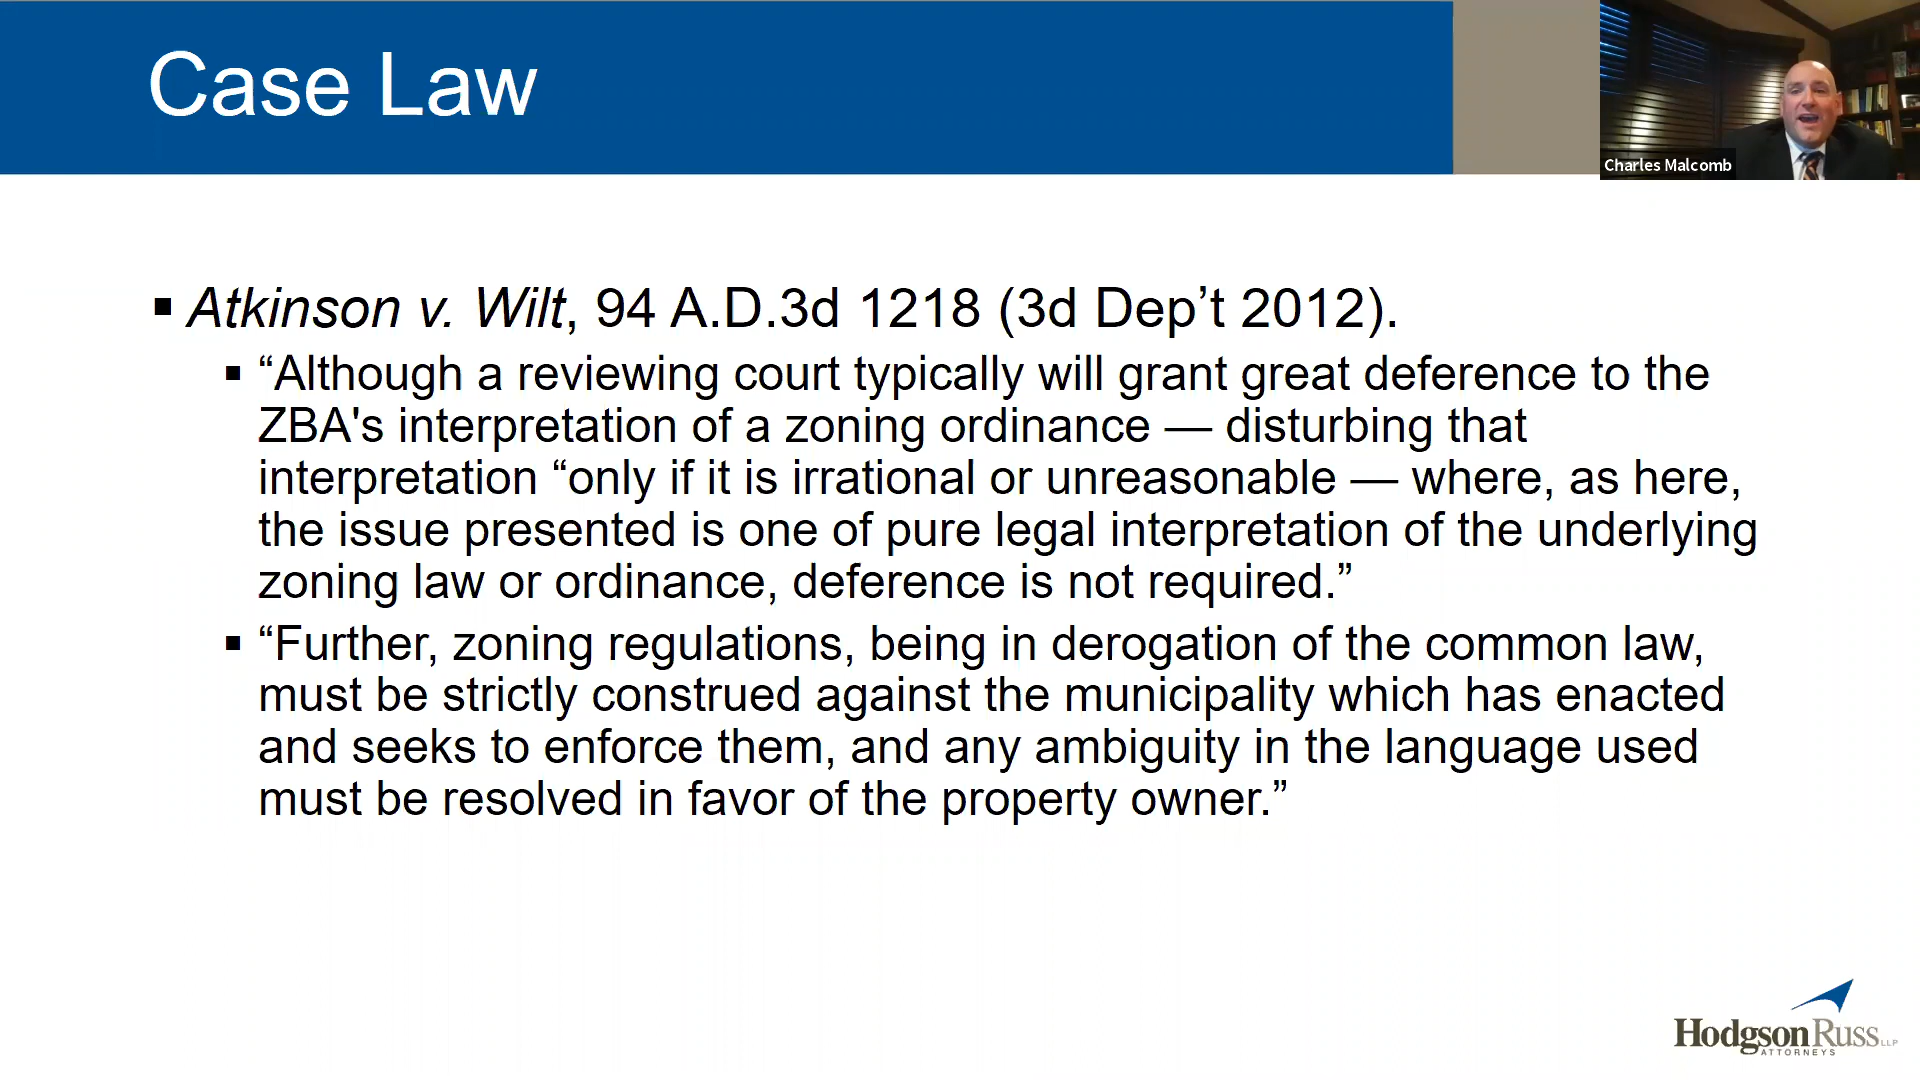 Case Law
Charles Malcomb
▪ Atkinson v. Wilt, 94 A.D.3d 1218 (3d Dep’t 2012).
▪ “Although a reviewing court typically will grant great deference to the
ZBA's interpretation of a zoning ordinance — disturbing that
interpretation “only if it is irrational or unreasonable — where, as here,
the issue presented is one of pure legal interpretation of the underlying
zoning law or ordinance, deference is not required.”
▪ “Further, zoning regulations, being in derogation of the common law,
must be strictly construed against the municipality which has enacted
and seeks to enforce them, and any ambiguity in the language used
must be resolved in favor of the property owner.”
HodgsonRuss LLP
ATTORNEYS